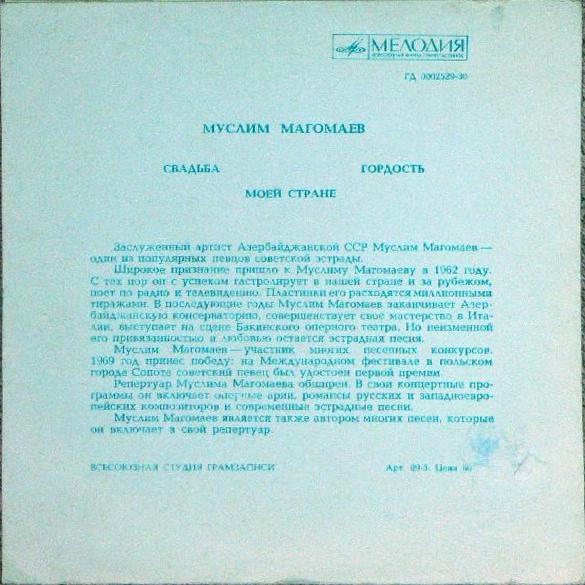 МЕЛОДИЯ
ГД 0002529-30
МУСЛИМ МАГОМАЕВ
СВАДЬБА ГОРДОСТЬ
МОЕЙ СТРАНЕ
Заслуженный артист Азербайджанской ССР Муслим Магомаев —
один из популярных певцов советской эстрады.
Широкое признание пришло к Муслиму Магомаеву в 1962 году.
С тех пор он с успехом гастролирует в нашей стране и за рубежом,
поет по радио и телевидению. Пластинки его расходятся миллионными
тиражами. В последующие годы Муслим Магомаев заканчивает Азер-
байджанскую консерваторию, совершенствует свое мастерство в Ита-
лии, выступает на сцене Бакинского оперного театра. Но неизменной
его привязанностью и любовью остается эстрадная песня.
Муслим Магомаев — участник многих песенных конкурсов.
1969 год принес победу: на Международном фестивале в польском
городе Сопоте советский певец был удостоен первой премии.
Репертуар Муслима Магомаева обширен. В свои концертные про-
граммы он включает оперные арии, романсы русских и западноевро-
пейских композиторов и современные эстрадные песни.
Муслим Магомаев является также автором многих песен, которые
он включает в свой репертуар.
ВСЕСОЮЗНАЯ СТУДИЯ ГРАМЗАПИСИ Арт. 09-3. Цена